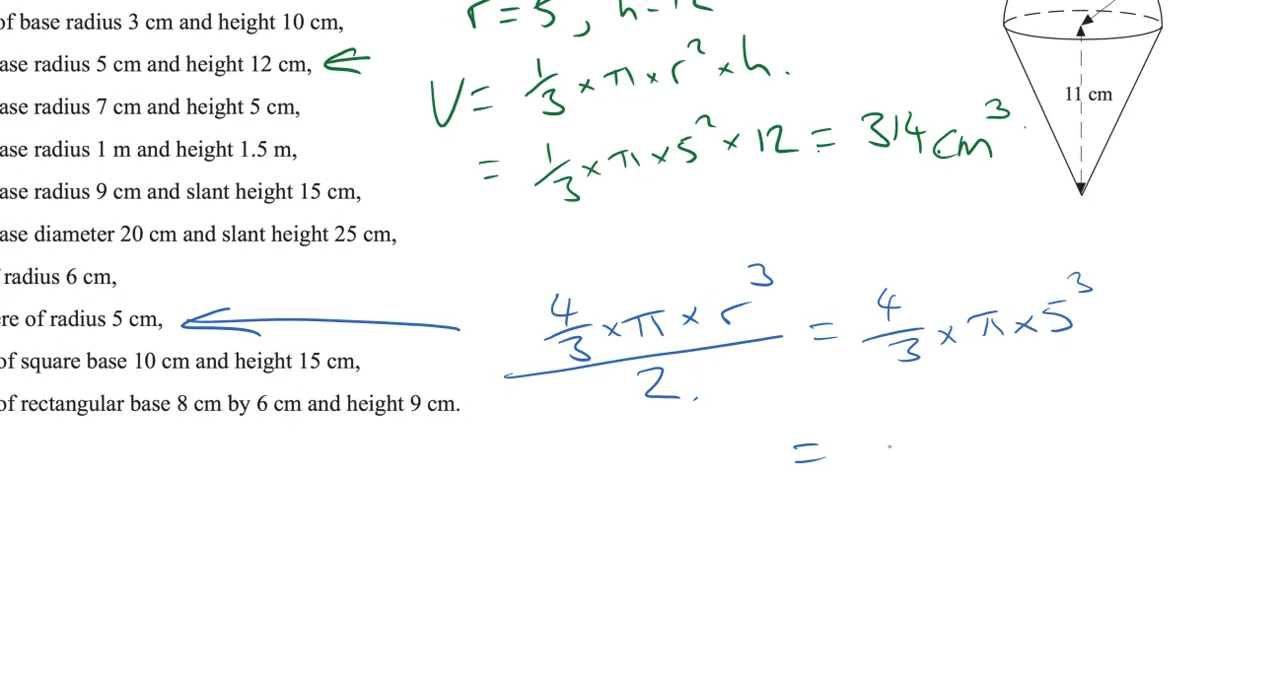 of base radius 3 cm and height 10 cm,
r = 5 , h = 12
ase radius 5 cm and height 12 cm,
V = 1/3 × π × r² × h .
ase radius 7 cm and height 5 cm,
11 cm
= 1/3 × π × 5² × 12 = 314 cm³ .
ase radius 1 m and height 1.5 m,
ase radius 9 cm and slant height 15 cm,
ase diameter 20 cm and slant height 25 cm,
radius 6 cm,
re of radius 5 cm,
4/3 × π × r³ / 2 . = 4/3 × π × 5³
of square base 10 cm and height 15 cm,
of rectangular base 8 cm by 6 cm and height 9 cm.
=